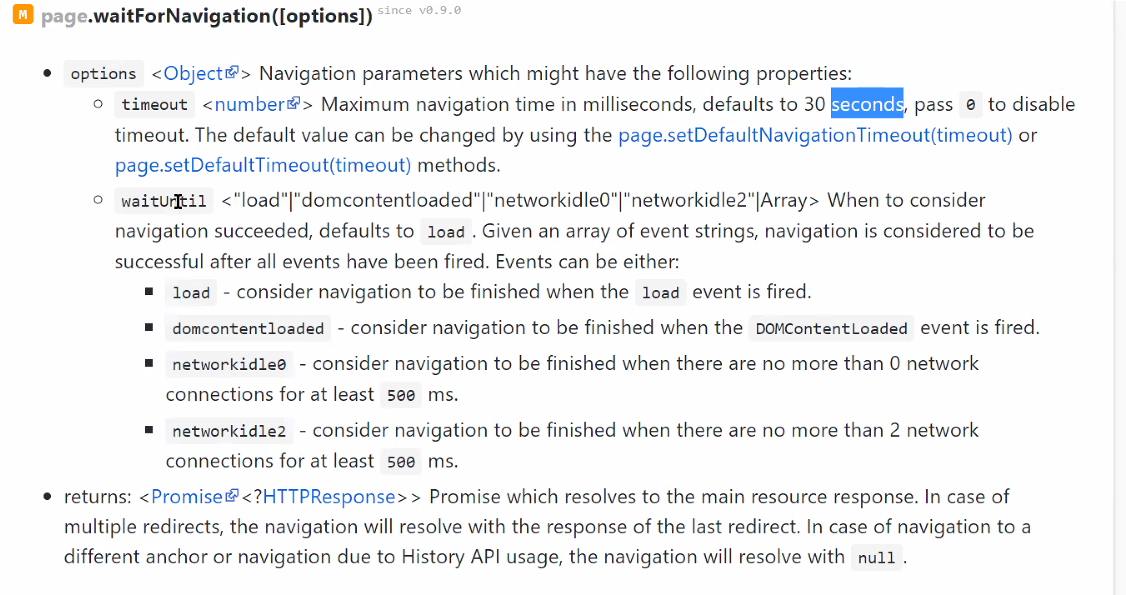 M page.waitForNavigation([options]) since v0.9.0
options <Object> Navigation parameters which might have the following properties:
timeout <number> Maximum navigation time in milliseconds, defaults to 30 seconds, pass 0 to disable
timeout. The default value can be changed by using the page.setDefaultNavigationTimeout(timeout) or
page.setDefaultTimeout(timeout) methods.
waitUntil <"load"|"domcontentloaded"|"networkidle0"|"networkidle2"|Array> When to consider
navigation succeeded, defaults to load. Given an array of event strings, navigation is considered to be
successful after all events have been fired. Events can be either:
load - consider navigation to be finished when the load event is fired.
domcontentloaded - consider navigation to be finished when the DOMContentLoaded event is fired.
networkidle0 - consider navigation to be finished when there are no more than 0 network
connections for at least 500 ms.
networkidle2 - consider navigation to be finished when there are no more than 2 network
connections for at least 500 ms.
returns: <Promise<?HTTPResponse>> Promise which resolves to the main resource response. In case of
multiple redirects, the navigation will resolve with the response of the last redirect. In case of navigation to a
different anchor or navigation due to History API usage, the navigation will resolve with null.